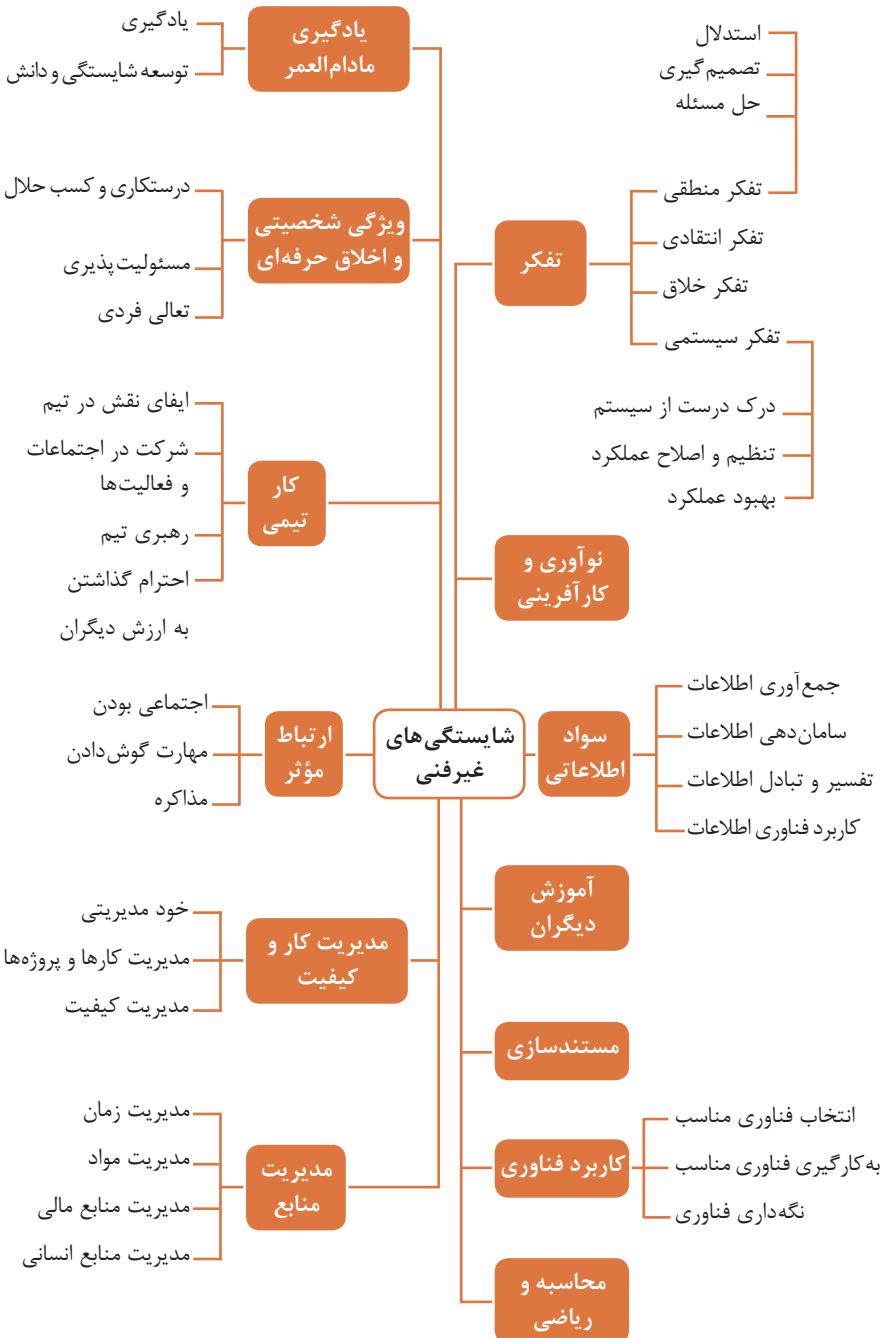 استدلال
تصمیم‌گیری
حل مسئله
تفکر منطقی
تفکر انتقادی
تفکر خلاق
تفکر سیستمی
تفکر
درک درست از سیستم
تنظیم و اصلاح عملکرد
بهبود عملکرد
نوآوری و
کارآفرینی
جمع‌آوری اطلاعات
سامان‌دهی اطلاعات
تفسیر و تبادل اطلاعات
کاربرد فناوری اطلاعات
سواد
اطلاعاتی
آموزش
دیگران
مستندسازی
انتخاب فناوری مناسب
به‌کارگیری فناوری مناسب
نگه‌داری فناوری
کاربرد فناوری
محاسبه و
ریاضی
شایستگی‌های
غیرفنی
یادگیری
مادام‌العمر
یادگیری
توسعه شایستگی و دانش
ویژگی شخصیتی
و اخلاق حرفه‌ای
درستکاری و کسب حلال
مسئولیت‌پذیری
تعالی فردی
کار
تیمی
ایفای نقش در تیم
شرکت در اجتماعات
و فعالیت‌ها
رهبری تیم
احترام گذاشتن
به ارزش دیگران
ارتباط
مؤثر
اجتماعی بودن
مهارت گوش‌دادن
مذاکره
مدیریت کار و
کیفیت
خود مدیریتی
مدیریت کارها و پروژه‌ها
مدیریت کیفیت
مدیریت
منابع
مدیریت زمان
مدیریت مواد
مدیریت منابع مالی
مدیریت منابع انسانی